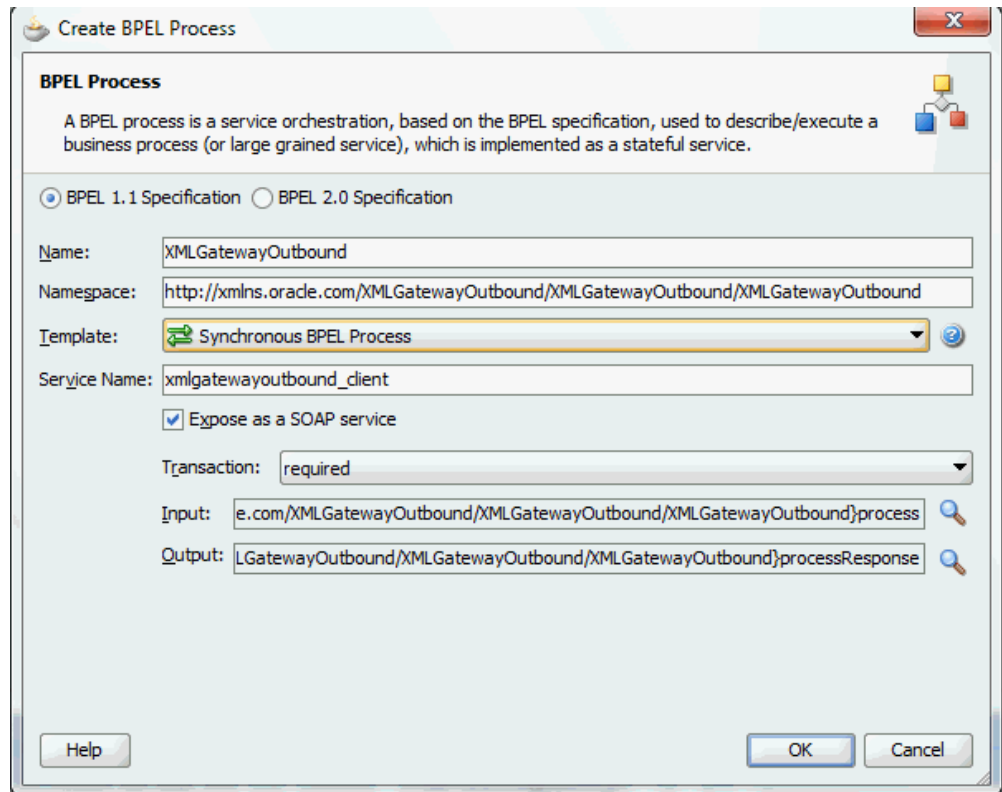 Create BPEL Process
BPEL Process
A BPEL process is a service orchestration, based on the BPEL specification, used to describe/execute a
business process (or large grained service), which is implemented as a stateful service.
BPEL 1.1 Specification BPEL 2.0 Specification
Name: XMLGatewayOutbound
Namespace: http://xmlns.oracle.com/XMLGatewayOutbound/XMLGatewayOutbound/XMLGatewayOutbound
Template: Synchronous BPEL Process
Service Name: xmlgatewayoutbound_client
Expose as a SOAP service
Transaction: required
Input: e.com/XMLGatewayOutbound/XMLGatewayOutbound/XMLGatewayOutbound}process
Output: LGatewayOutbound/XMLGatewayOutbound/XMLGatewayOutbound}processResponse
Help OK Cancel